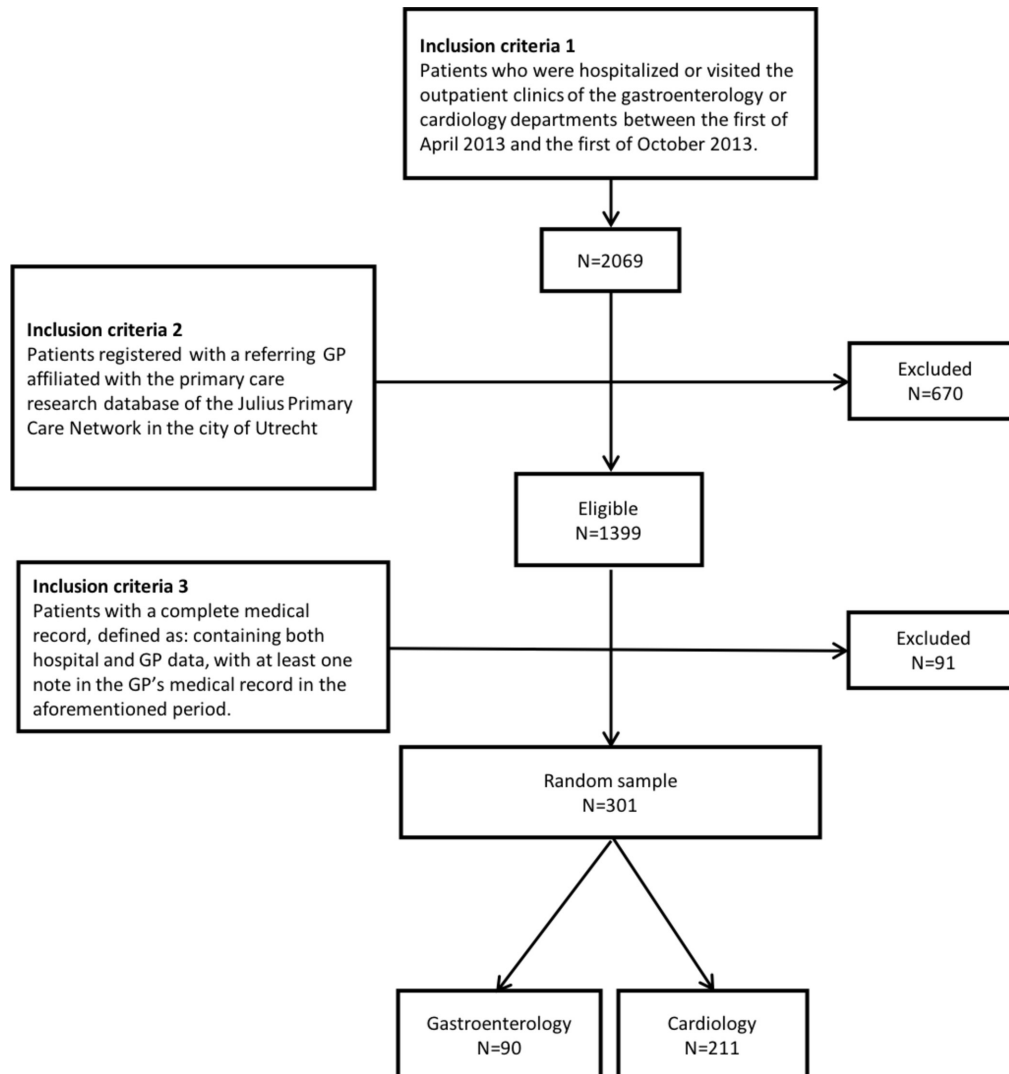 Inclusion criteria 1
Patients who were hospitalized or visited the
outpatient clinics of the gastroenterology or
cardiology departments between the first of
April 2013 and the first of October 2013.
N=2069
Inclusion criteria 2
Patients registered with a referring GP
affiliated with the primary care
research database of the Julius Primary
Care Network in the city of Utrecht
Excluded
N=670
Eligible
N=1399
Inclusion criteria 3
Patients with a complete medical
record, defined as: containing both
hospital and GP data, with at least one
note in the GP’s medical record in the
aforementioned period.
Excluded
N=91
Random sample
N=301
Gastroenterology
N=90
Cardiology
N=211